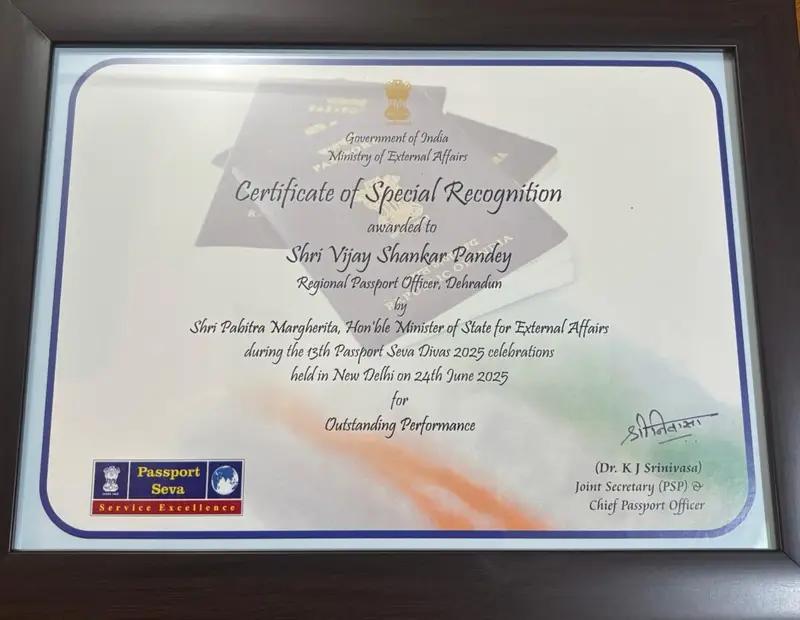 Government of India
Ministry of External Affairs
Certificate of Special Recognition
awarded to
Shri Vijay Shankar Pandey
Regional Passport Officer, Dehradun
by
Shri Pabitra Margherita, Hon'ble Minister of State for External Affairs
during the 13th Passport Seva Divas 2025 celebrations
held in New Delhi on 24th June 2025
for
Outstanding Performance
श्रीनिवासा
(Dr. K J Srinivasa)
Joint Secretary (PSP) &
Chief Passport Officer
Passport
Seva
Service Excellence
REPUBLIC OF INDIA